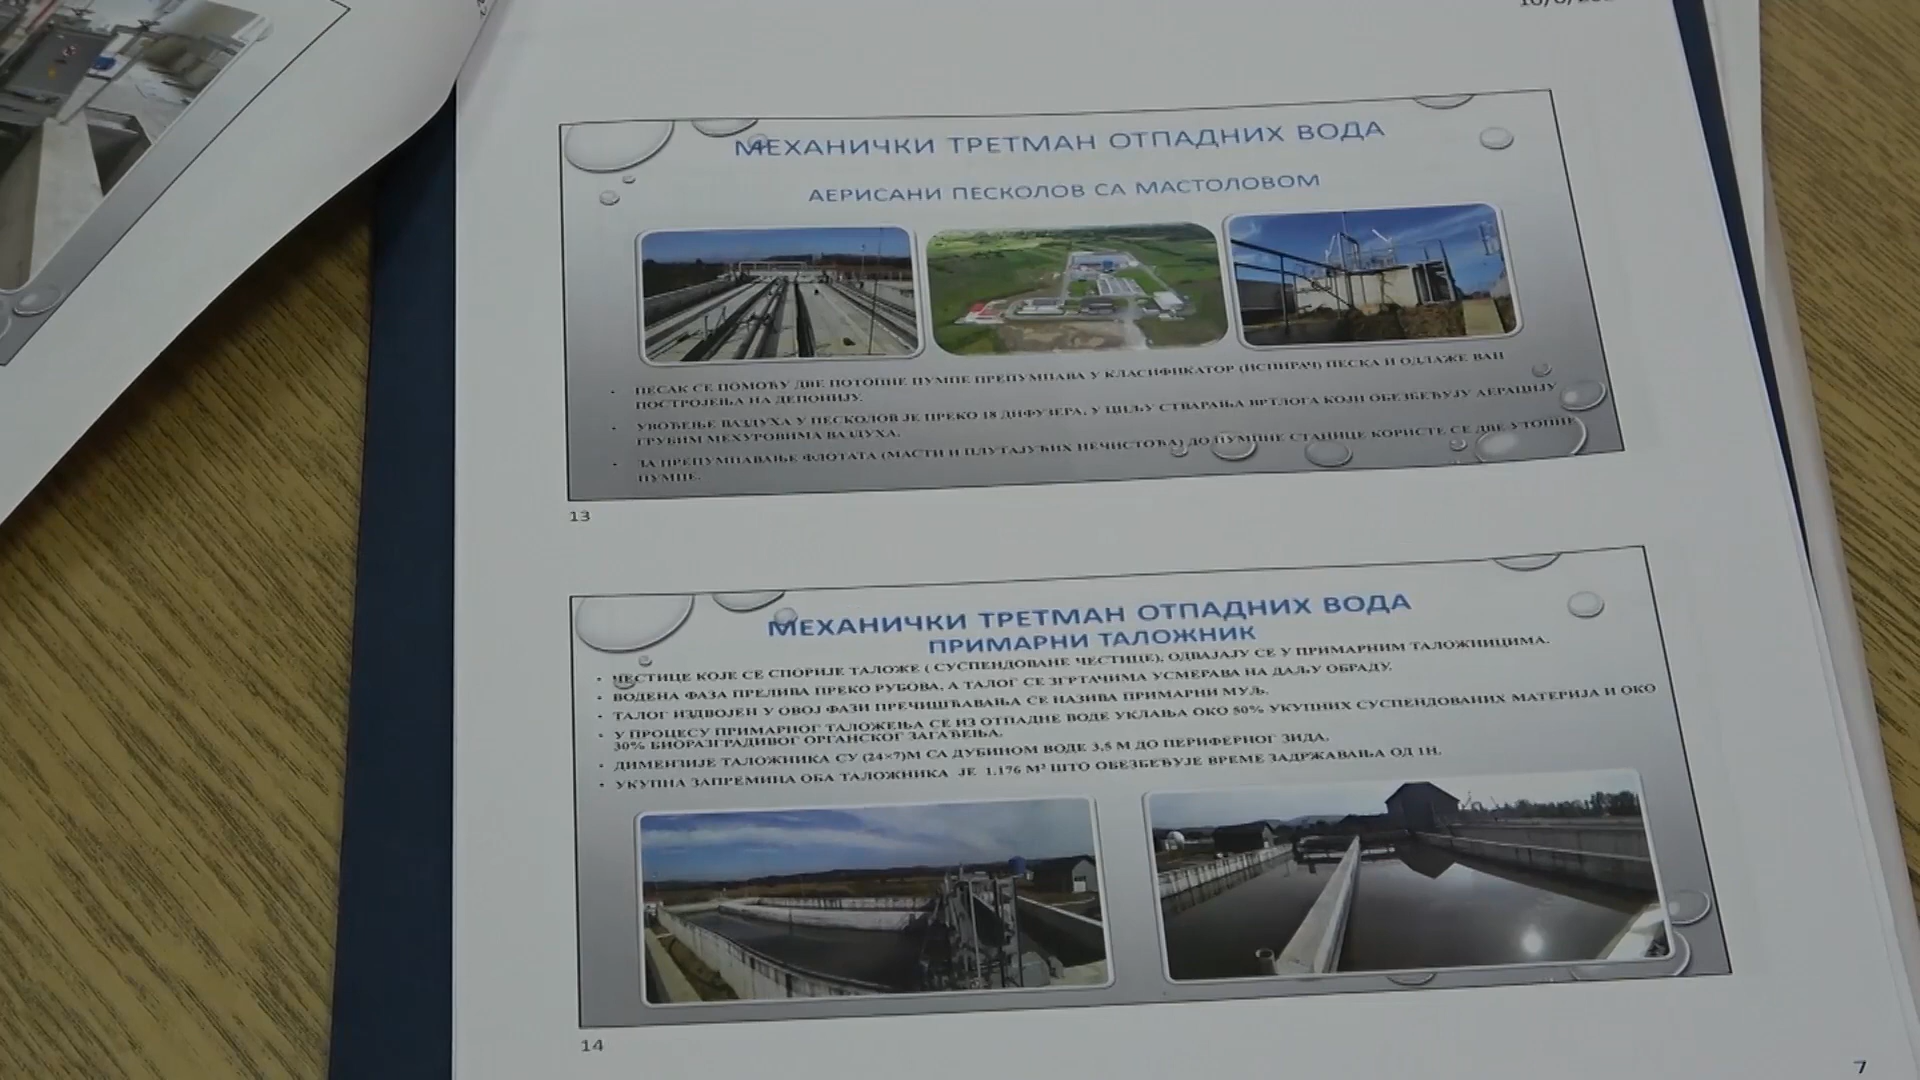 МЕХАНИЧКИ ТРЕТМАН ОТПАДНИХ ВОДА
АЕРИСАНИ ПЕСКОЛОВ СА МАСТОЛОВОМ
- ПЕСАК СЕ ПОМОЋУ ДВЕ ПОТОПНЕ ПУМПЕ ПРЕПУМПАВА У КЛАСИФИКАТОР (ИСПИРАЧ) ПЕСКА И ОДЛАЖЕ ВАН
ПОСТРОЈЕЊА НА ДЕПОНИЈУ.
- УВОЂЕЊЕ ВАЗДУХА У ПЕСКОЛОВ ЈЕ ПРЕКО 18 ДИФУЗЕРА, У ЦИЉУ СТВАРАЊА ВРТЛОГА КОЈИ ОБЕЗБЕЂУЈУ АЕРАЦИЈУ
ГРУБИМ МЕХУРОВИМА ВАЗДУХА.
- ЗА ПРЕПУМПАВАЊЕ ФЛОТАТА (МАСТИ И ПЛУТАЈУЋИХ НЕЧИСТОЋА) ДО ПУМПНЕ СТАНИЦЕ КОРИСТЕ СЕ ДВЕ УТОПНЕ
ПУМПЕ.
13
МЕХАНИЧКИ ТРЕТМАН ОТПАДНИХ ВОДА
ПРИМАРНИ ТАЛОЖНИК
• ЧЕСТИЦЕ КОЈЕ СЕ СПОРИЈЕ ТАЛОЖЕ ( СУСПЕНДОВАНЕ ЧЕСТИЦЕ), ОДВАЈАЈУ СЕ У ПРИМАРНИМ ТАЛОЖНИЦИМА.
• ВОДЕНА ФАЗА ПРЕЛИВА ПРЕКО РУБОВА, А ТАЛОГ СЕ ЗГРТАЧИМА УСМЕРАВА НА ДАЉУ ОБРАДУ.
• ТАЛОГ ИЗДВОЈЕН У ОВОЈ ФАЗИ ПРЕЧИШЋАВАЊА СЕ НАЗИВА ПРИМАРНИ МУЉ.
• У ПРОЦЕСУ ПРИМАРНОГ ТАЛОЖЕЊА СЕ ИЗ ОТПАДНЕ ВОДЕ УКЛАЊА ОКО 50% УКУПНИХ СУСПЕНДОВАНИХ МАТЕРИЈА И ОКО
30% БИОРАЗГРАДИВОГ ОРГАНСКОГ ЗАГАЂЕЊА.
• ДИМЕНЗИЈЕ ТАЛОЖНИКА СУ (24×7)М СА ДУБИНОМ ВОДЕ 3,5 М ДО ПЕРИФЕРНОГ ЗИДА.
• УКУПНА ЗАПРЕМИНА ОБА ТАЛОЖНИКА ЈЕ 1.176 М³ ШТО ОБЕЗБЕЂУЈЕ ВРЕМЕ ЗАДРЖАВАЊА ОД 1Н.
14
7